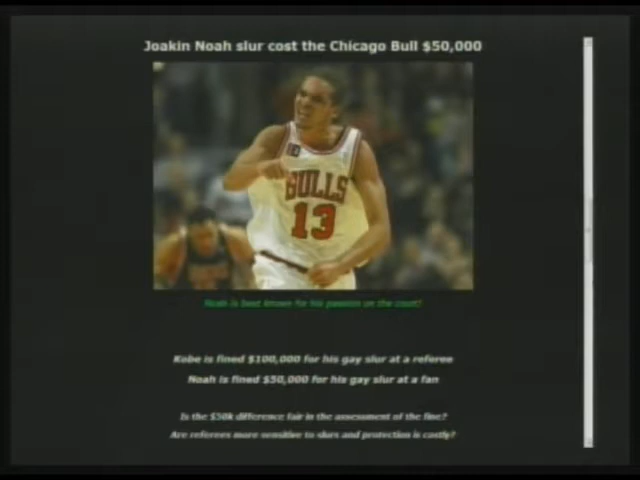 Joakin Noah slur cost the Chicago Bull $50,000
BULLS
13
Noah is best known for his passion on the court!
Kobe is fined $100,000 for his gay slur at a referee
Noah is fined $50,000 for his gay slur at a fan
Is the $50k difference fair in the assessment of the fine?
Are referees more sensitive to slurs and protection is costly?